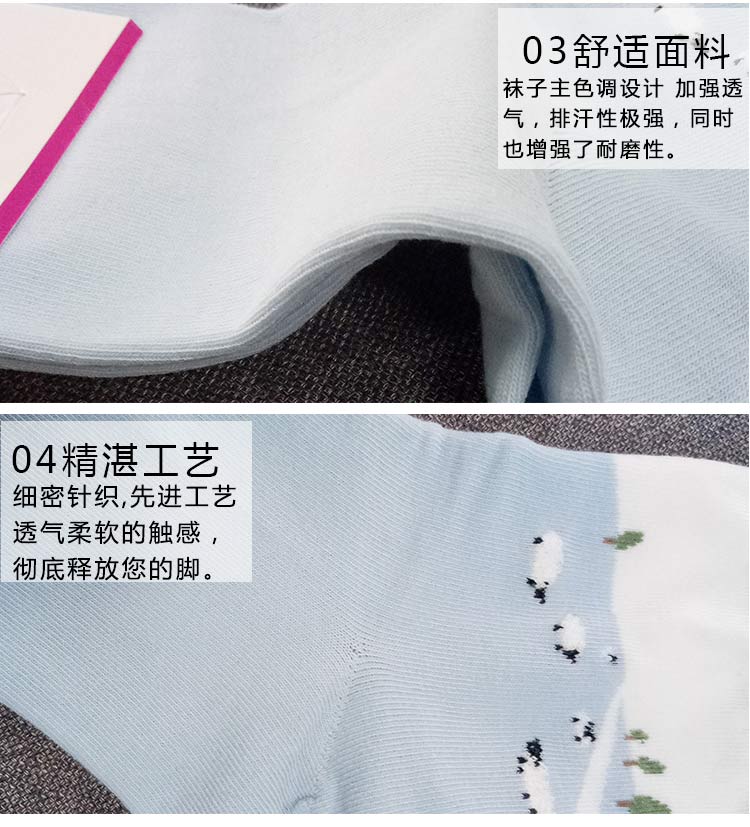 03舒适面料
袜子主色调设计 加强透
气，排汗性极强，同时
也增强了耐磨性。
04精湛工艺
细密针织,先进工艺
透气柔软的触感，
彻底释放您的脚。